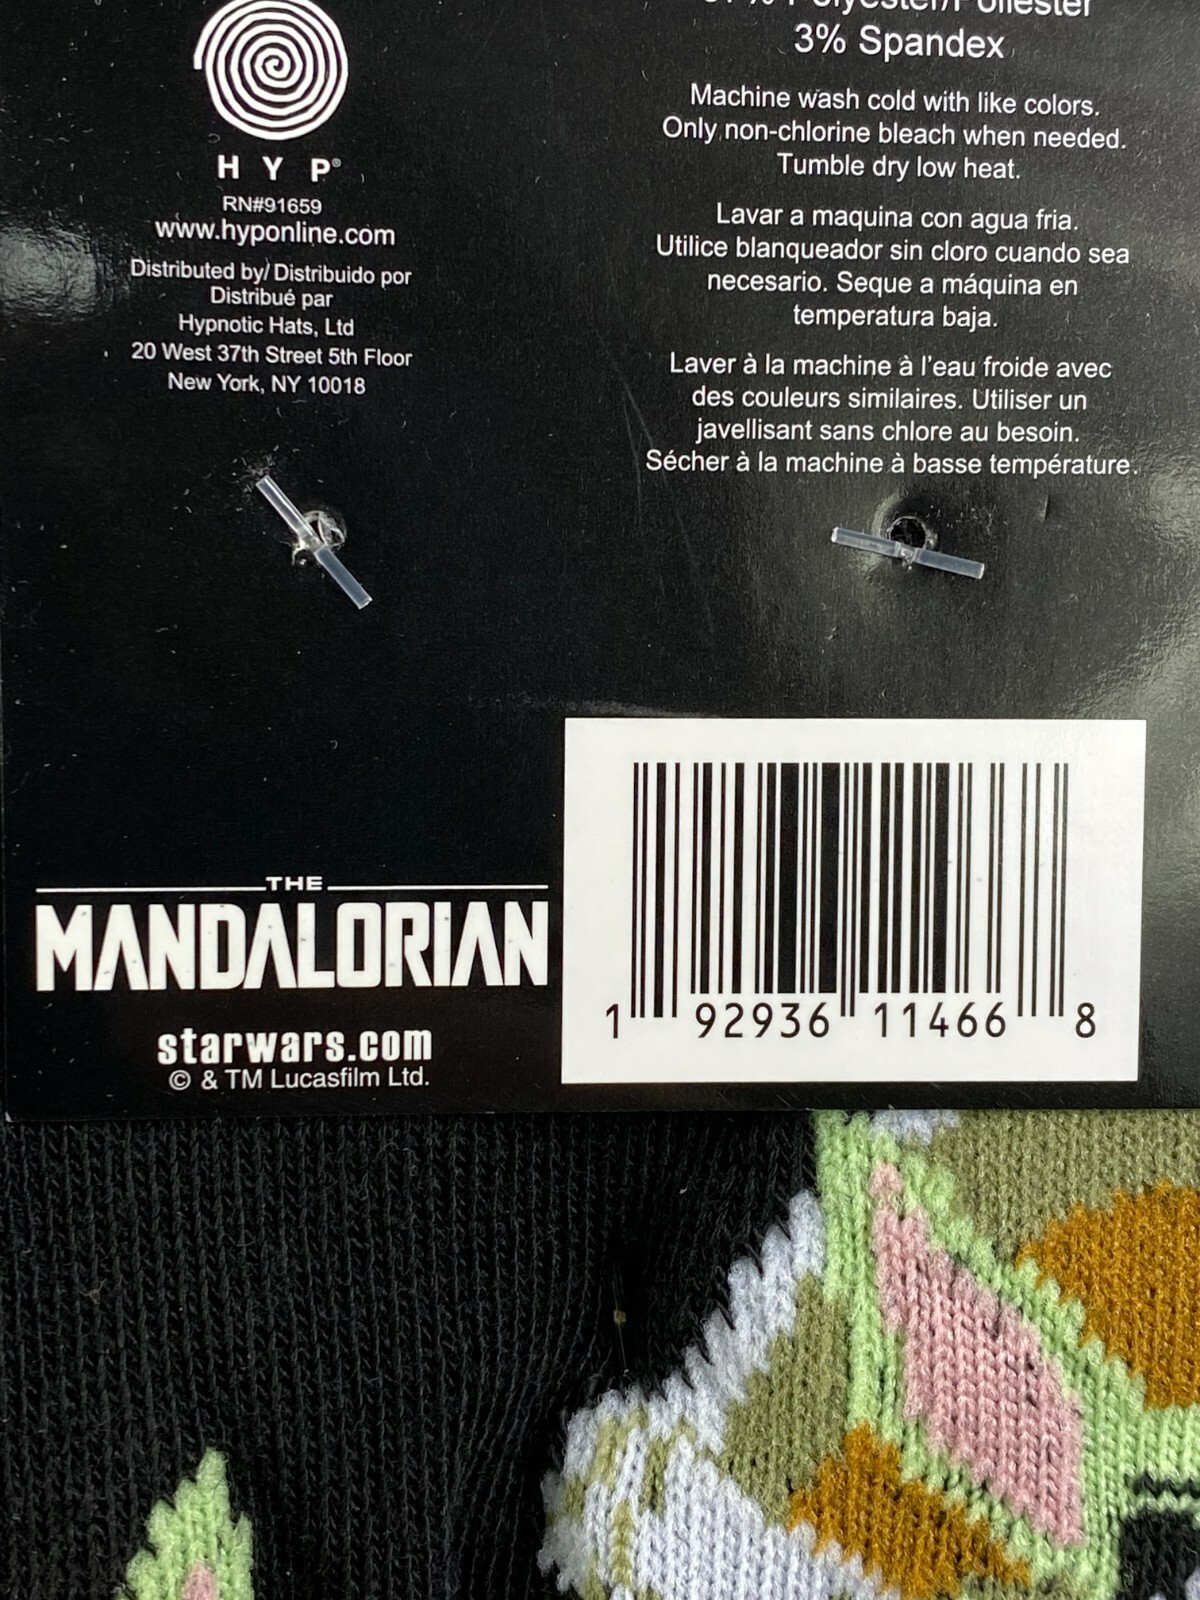 HYP®
RN#91659
www.hyponline.com
Distributed by/ Distribuido por
Distribué par
Hypnotic Hats, Ltd
20 West 37th Street 5th Floor
New York, NY 10018
Polyester/Poliester
3% Spandex
Machine wash cold with like colors.
Only non-chlorine bleach when needed.
Tumble dry low heat.
Lavar a maquina con agua fria.
Utilice blanqueador sin cloro cuando sea
necesario. Seque a máquina en
temperatura baja.
Laver à la machine à l'eau froide avec
des couleurs similaires. Utiliser un
javellisant sans chlore au besoin.
Sécher à la machine à basse température.
THE
MANDALORIAN
starwars.com
© & TM Lucasfilm Ltd.
1 92936 11466 8